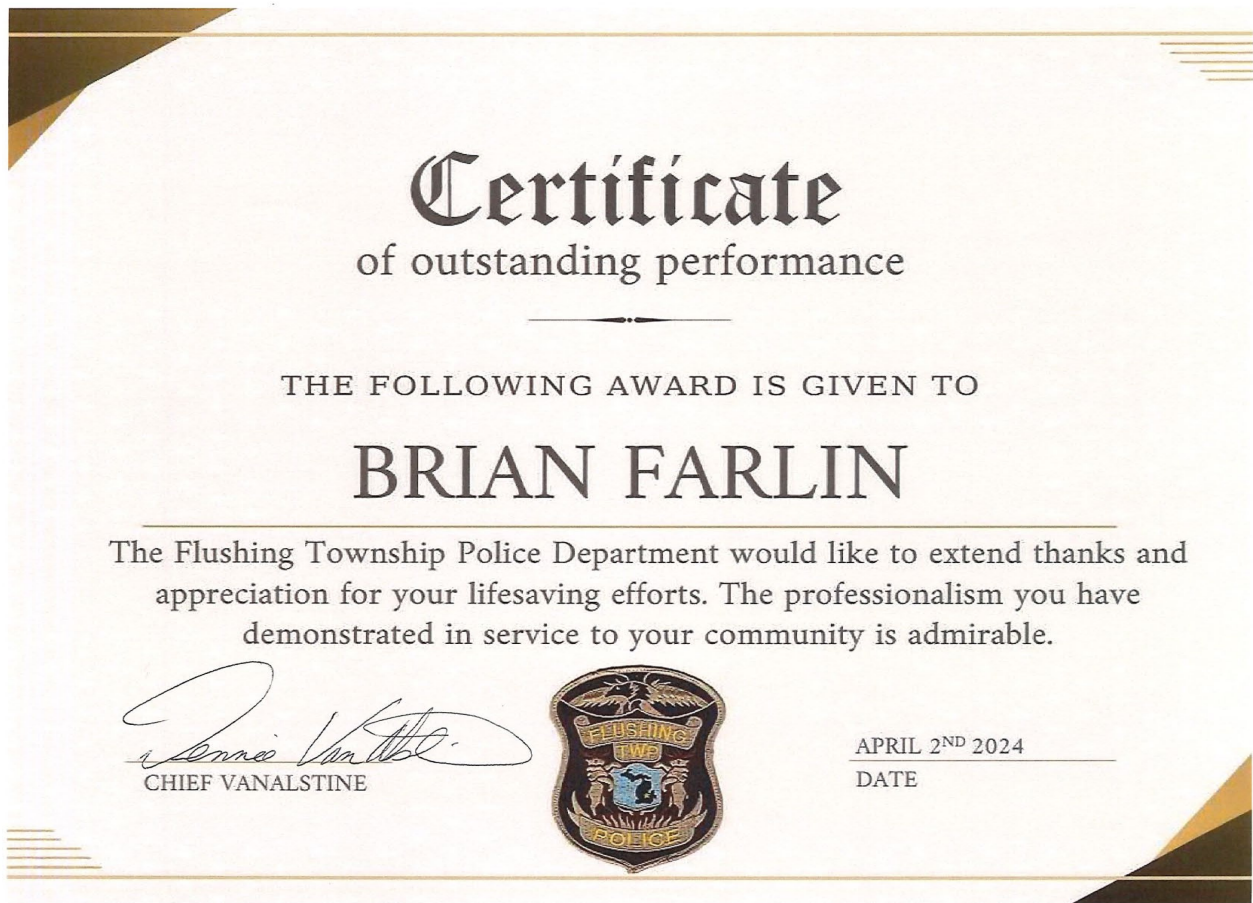 Certificate
of outstanding performance
THE FOLLOWING AWARD IS GIVEN TO
BRIAN FARLIN
The Flushing Township Police Department would like to extend thanks and
appreciation for your lifesaving efforts. The professionalism you have
demonstrated in service to your community is admirable.
Dennis Van
CHIEF VANALSTINE
FLUSHING
TWP
POLICE
APRIL 2ND 2024
DATE